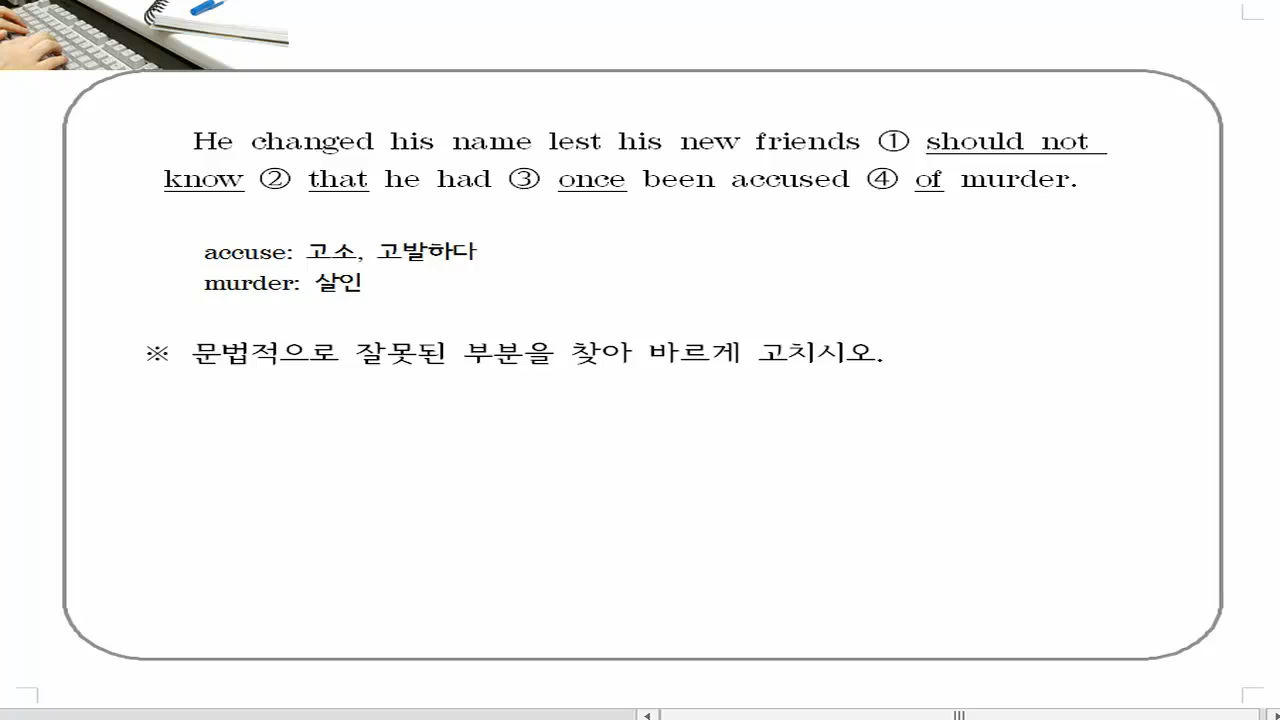 He changed his name lest his new friends ① should not
know ② that he had ③ once been accused ④ of murder.
accuse: 고소, 고발하다
murder: 살인
※ 문법적으로 잘못된 부분을 찾아 바르게 고치시오.